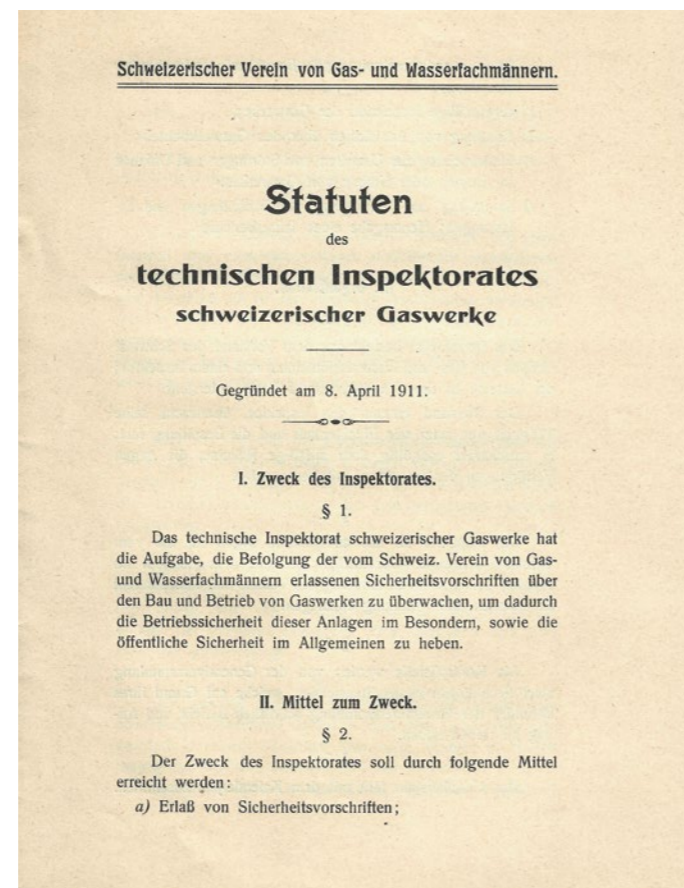 Schweizerischer Verein von Gas- und Wasserfachmännern.
Statuten
des
technischen Inspektorates
schweizerischer Gaswerke
Gegründet am 8. April 1911.
I. Zweck des Inspektorates.
§ 1.
Das technische Inspektorat schweizerischer Gaswerke hat
die Aufgabe, die Befolgung der vom Schweiz. Verein von Gas-
und Wasserfachmännern erlassenen Sicherheitsvorschriften über
den Bau und Betrieb von Gaswerken zu überwachen, um dadurch
die Betriebssicherheit dieser Anlagen im Besondern, sowie die
öffentliche Sicherheit im Allgemeinen zu heben.
II. Mittel zum Zweck.
§ 2.
Der Zweck des Inspektorates soll durch folgende Mittel
erreicht werden:
a) Erlaß von Sicherheitsvorschriften;